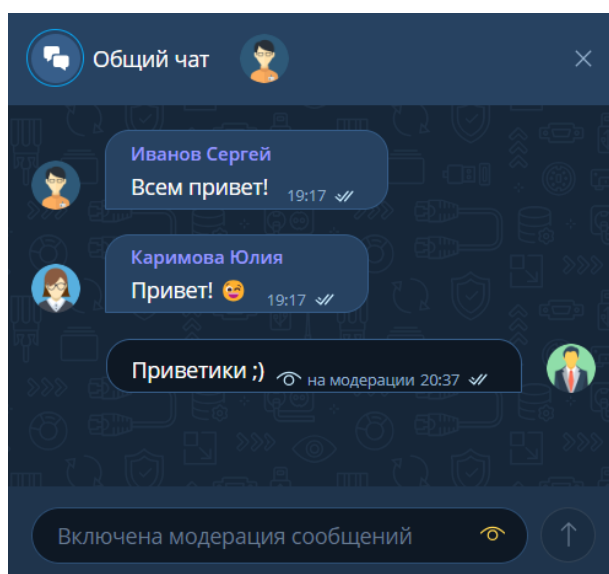 Общий чат
Иванов Сергей
Всем привет! 19:17
Каримова Юлия
Привет! 19:17
Приветики ;) на модерации 20:37
Включена модерация сообщений